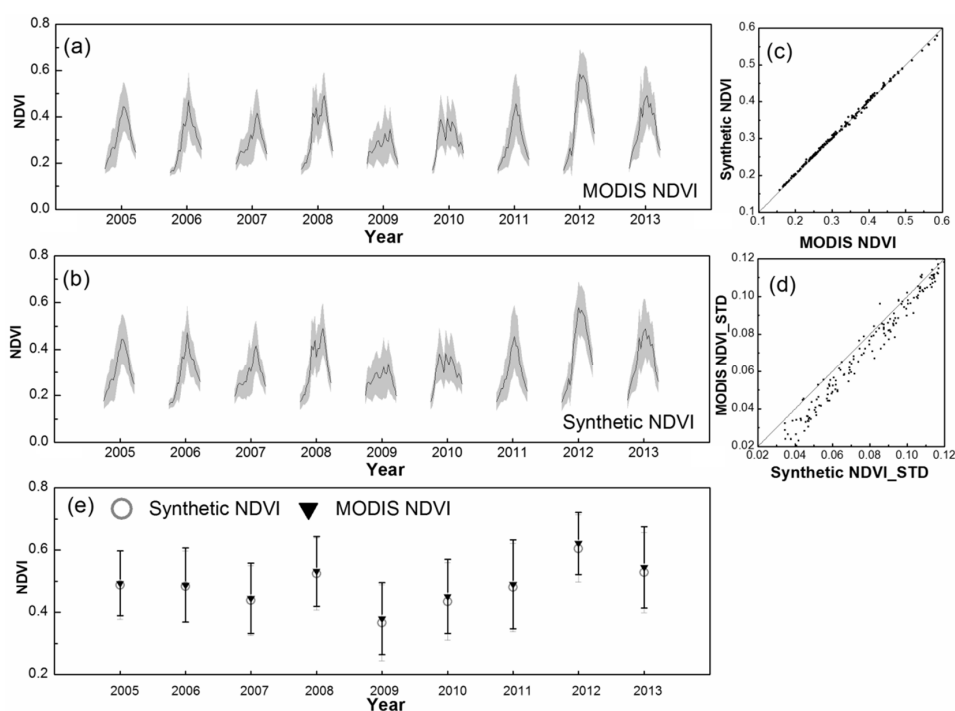 (a)
NDVI
0.8
0.6
0.4
0.2
0.0
MODIS NDVI
2005 2006 2007 2008 2009 2010 2011 2012 2013
Year
(b)
NDVI
0.8
0.6
0.4
0.2
0.0
Synthetic NDVI
2005 2006 2007 2008 2009 2010 2011 2012 2013
Year
(c)
Synthetic NDVI
0.6
0.5
0.4
0.3
0.2
0.1
0.1 0.2 0.3 0.4 0.5 0.6
MODIS NDVI
(d)
MODIS NDVI_STD
0.12
0.10
0.08
0.06
0.04
0.02
0.02 0.04 0.06 0.08 0.10 0.12
Synthetic NDVI_STD
(e) Synthetic NDVI MODIS NDVI
NDVI
0.8
0.6
0.4
0.2
2005 2006 2007 2008 2009 2010 2011 2012 2013
Year